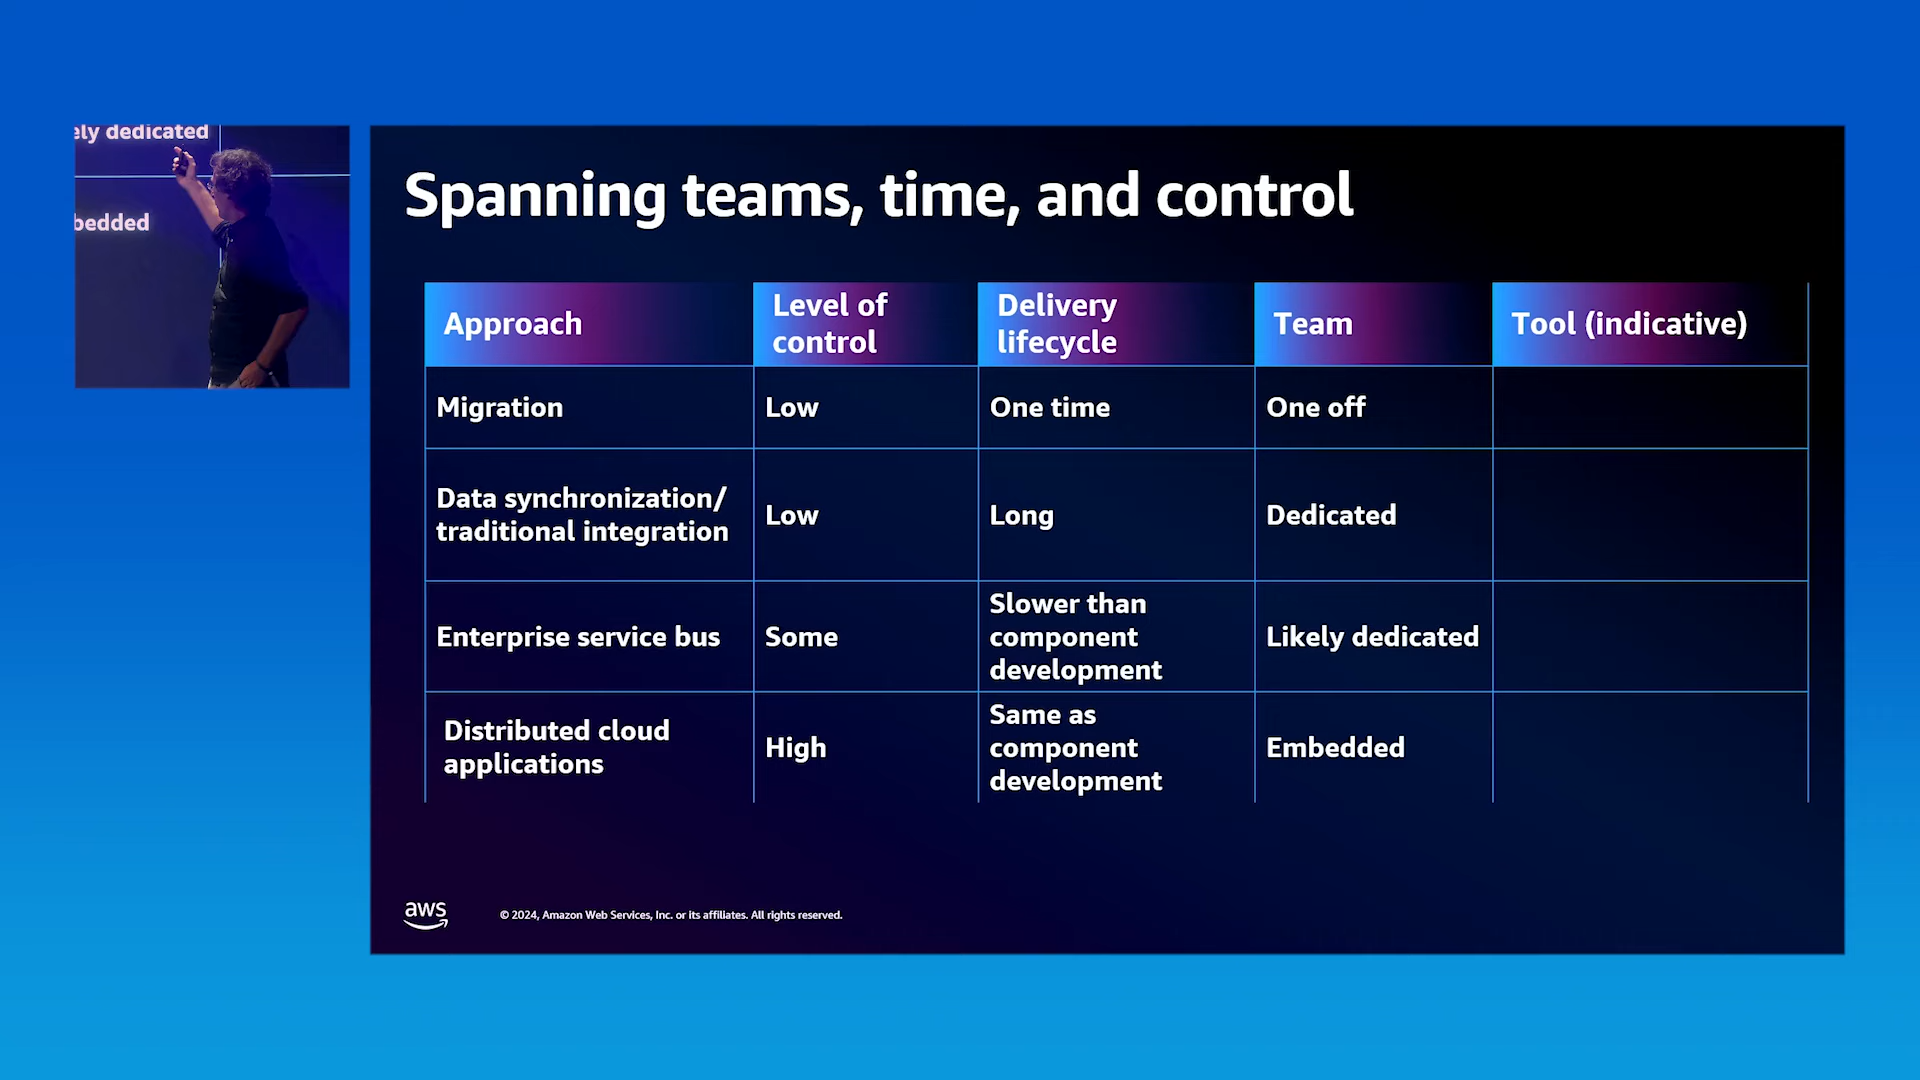 ely dedicated
bedded
Spanning teams, time, and control
Approach
Level of
control
Delivery
lifecycle
Team
Tool (indicative)
Migration
Low
One time
One off
Data synchronization/
traditional integration
Low
Long
Dedicated
Enterprise service bus
Some
Slower than
component
development
Likely dedicated
Distributed cloud
applications
High
Same as
component
development
Embedded
aws
© 2024, Amazon Web Services, Inc. or its affiliates. All rights reserved.